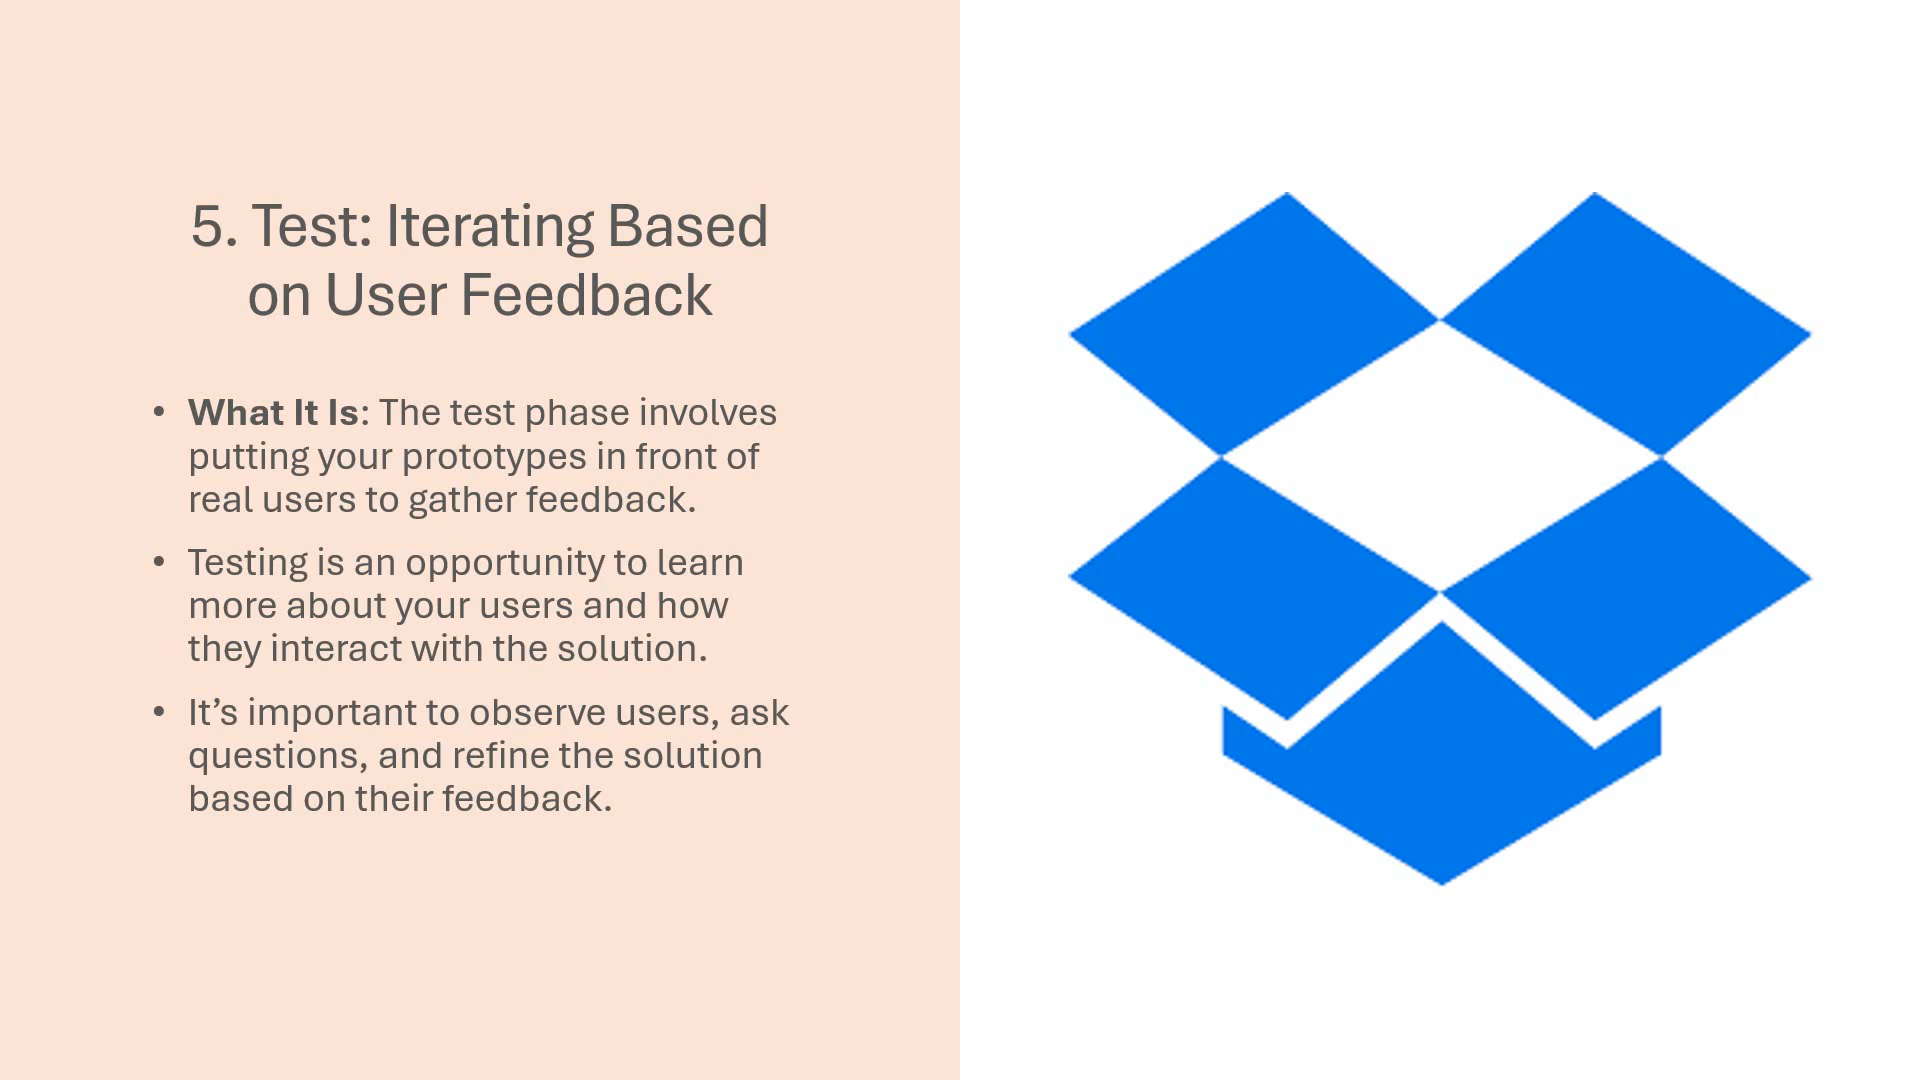 5. Test: Iterating Based
on User Feedback
• What It Is: The test phase involves
putting your prototypes in front of
real users to gather feedback.
• Testing is an opportunity to learn
more about your users and how
they interact with the solution.
• It’s important to observe users, ask
questions, and refine the solution
based on their feedback.